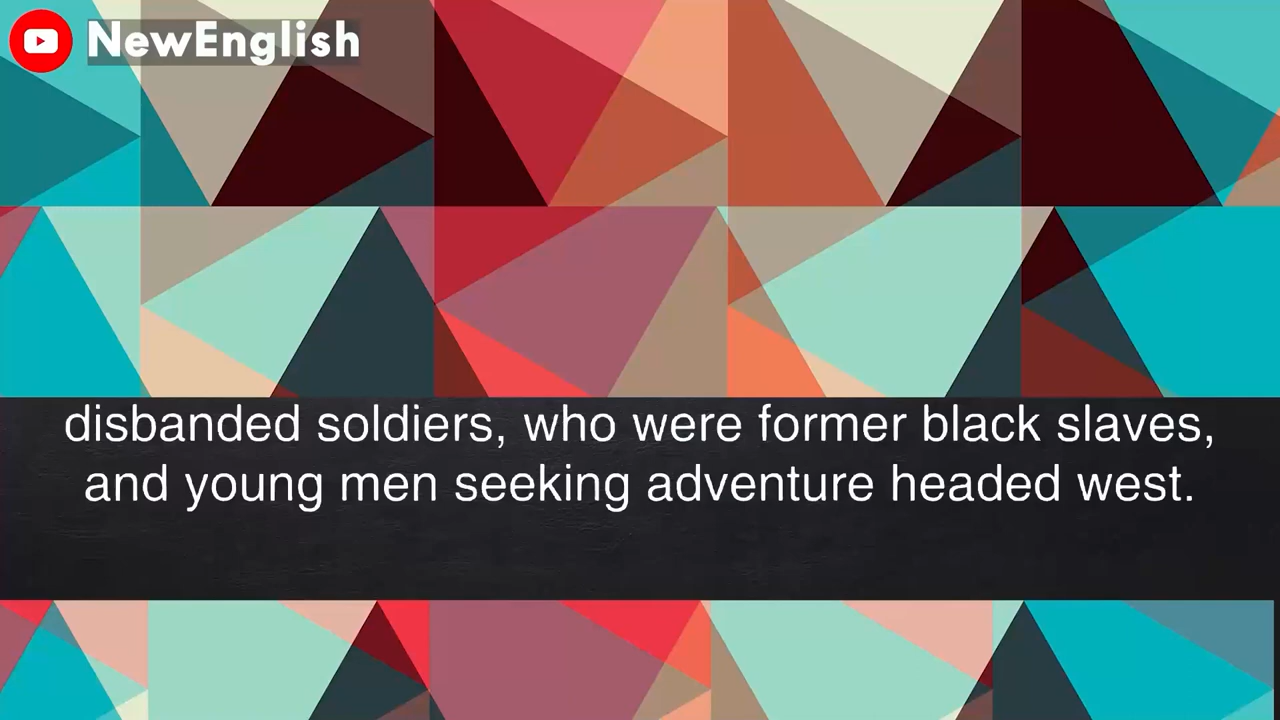 NewEnglish
disbanded soldiers, who were former black slaves,
and young men seeking adventure headed west.